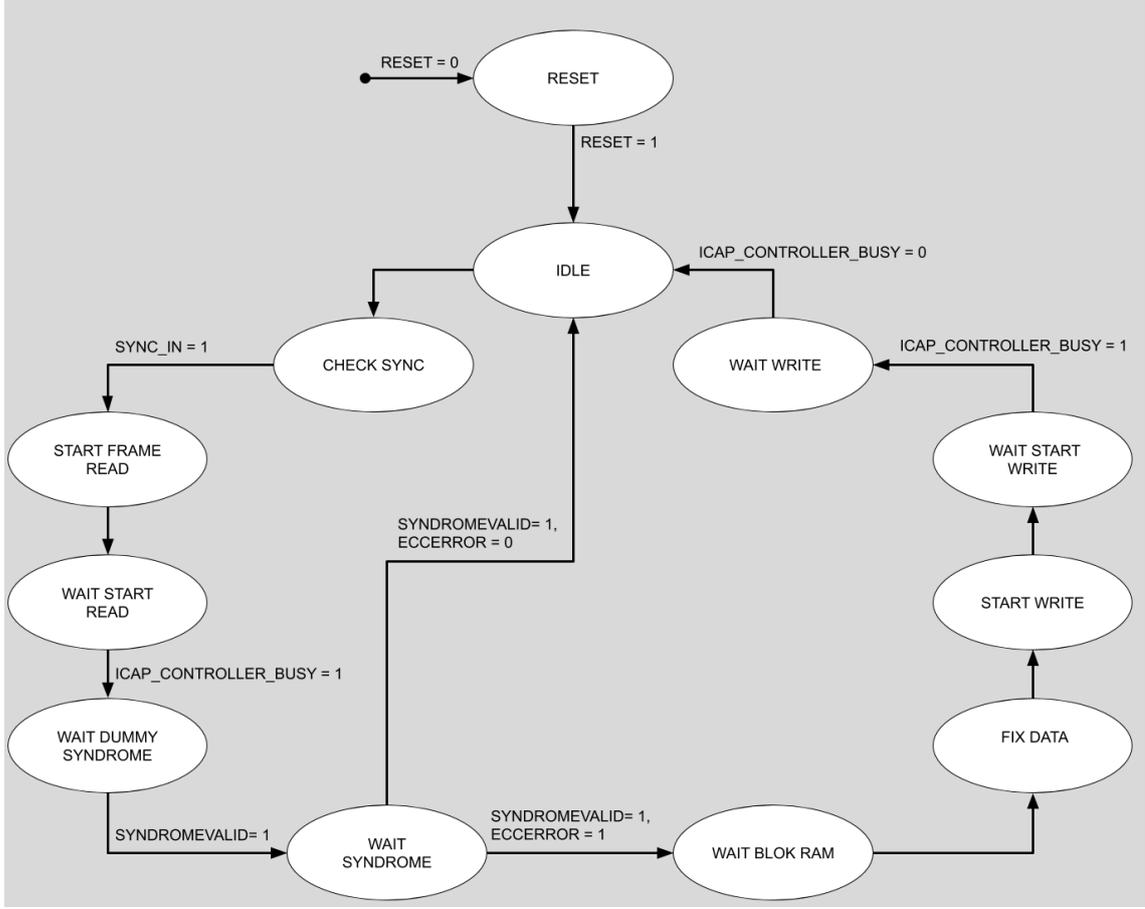 RESET = 0
RESET
RESET = 1
IDLE
ICAP_CONTROLLER_BUSY = 0
SYNC_IN = 1
CHECK SYNC
WAIT WRITE
ICAP_CONTROLLER_BUSY = 1
START FRAME
READ
WAIT START
WRITE
SYNDROMEVALID= 1,
ECCERROR = 0
WAIT START
READ
START WRITE
ICAP_CONTROLLER_BUSY = 1
WAIT DUMMY
SYNDROME
FIX DATA
SYNDROMEVALID= 1
WAIT
SYNDROME
SYNDROMEVALID= 1,
ECCERROR = 1
WAIT BLOK RAM